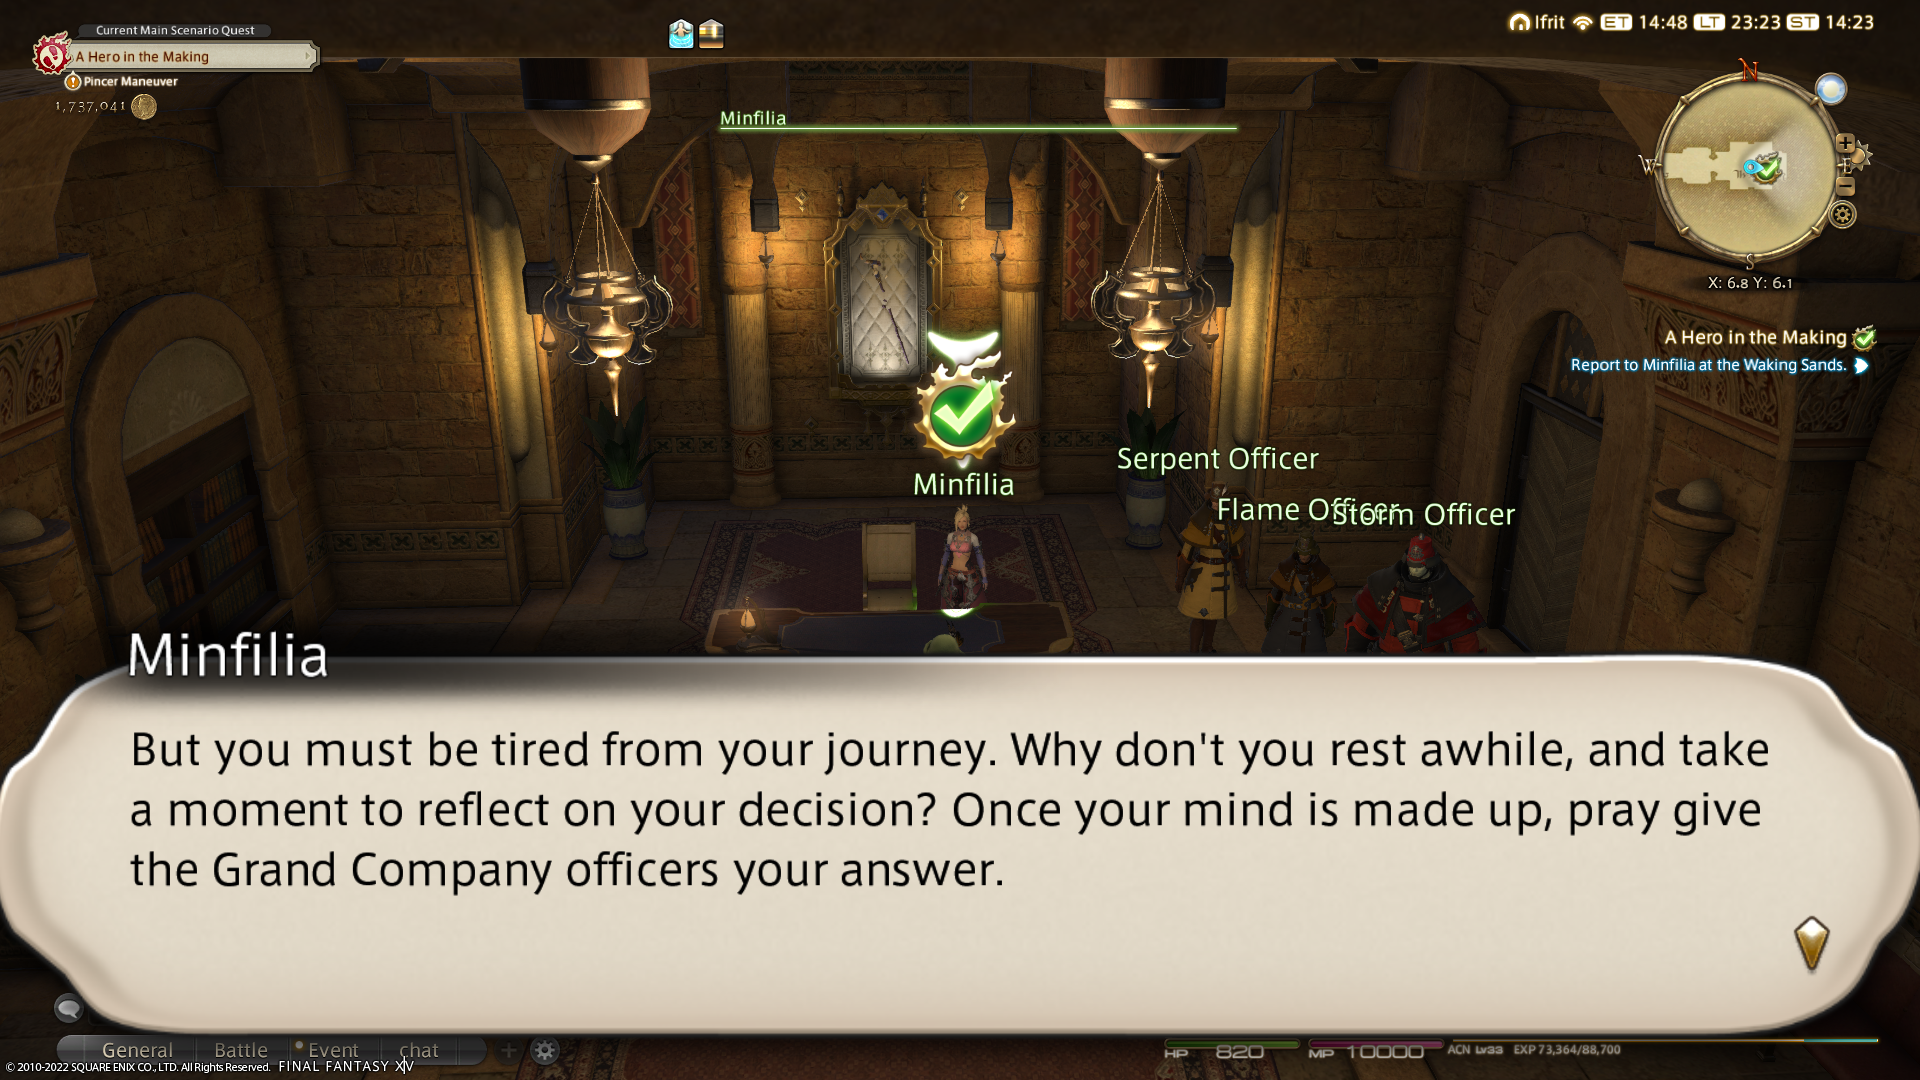 Current Main Scenario Quest
A Hero in the Making
Pincer Maneuver
1,737,041
Ifrit ET 14:48 LT 23:23 ST 14:23
Minfilia
N
W
E
S
X: 6.8 Y: 6.1
A Hero in the Making
Report to Minfilia at the Waking Sands.
Serpent Officer
Minfilia
Flame Officer
Storm Officer
Minfilia
But you must be tired from your journey. Why don't you rest awhile, and take
a moment to reflect on your decision? Once your mind is made up, pray give
the Grand Company officers your answer.
General Battle Event chat
HP 820 MP 10000 ACN Lv33 EXP 73,364/88,700
© 2010-2022 SQUARE ENIX CO., LTD. All Rights Reserved. FINAL FANTASY XIV